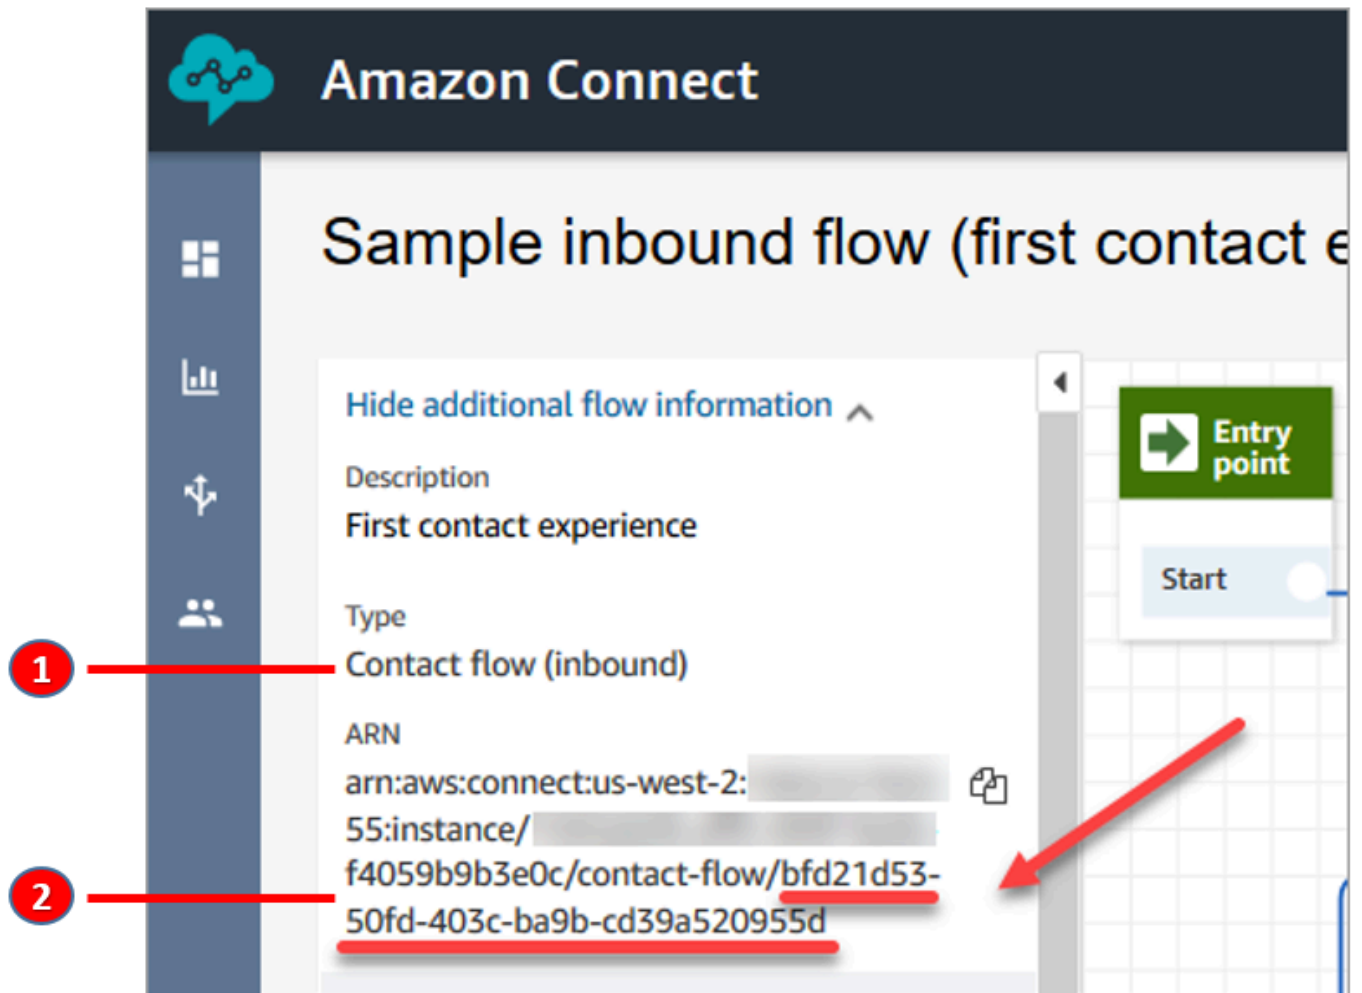 Amazon Connect
Sample inbound flow (first contact e
Hide additional flow information
Entry
point
Description
First contact experience
Start
Type
1
Contact flow (inbound)
ARN
arn:aws:connect:us-west-2:
55:instance/
f4059b9b3e0c/contact-flow/bfd21d53-
2
50fd-403c-ba9b-cd39a520955d